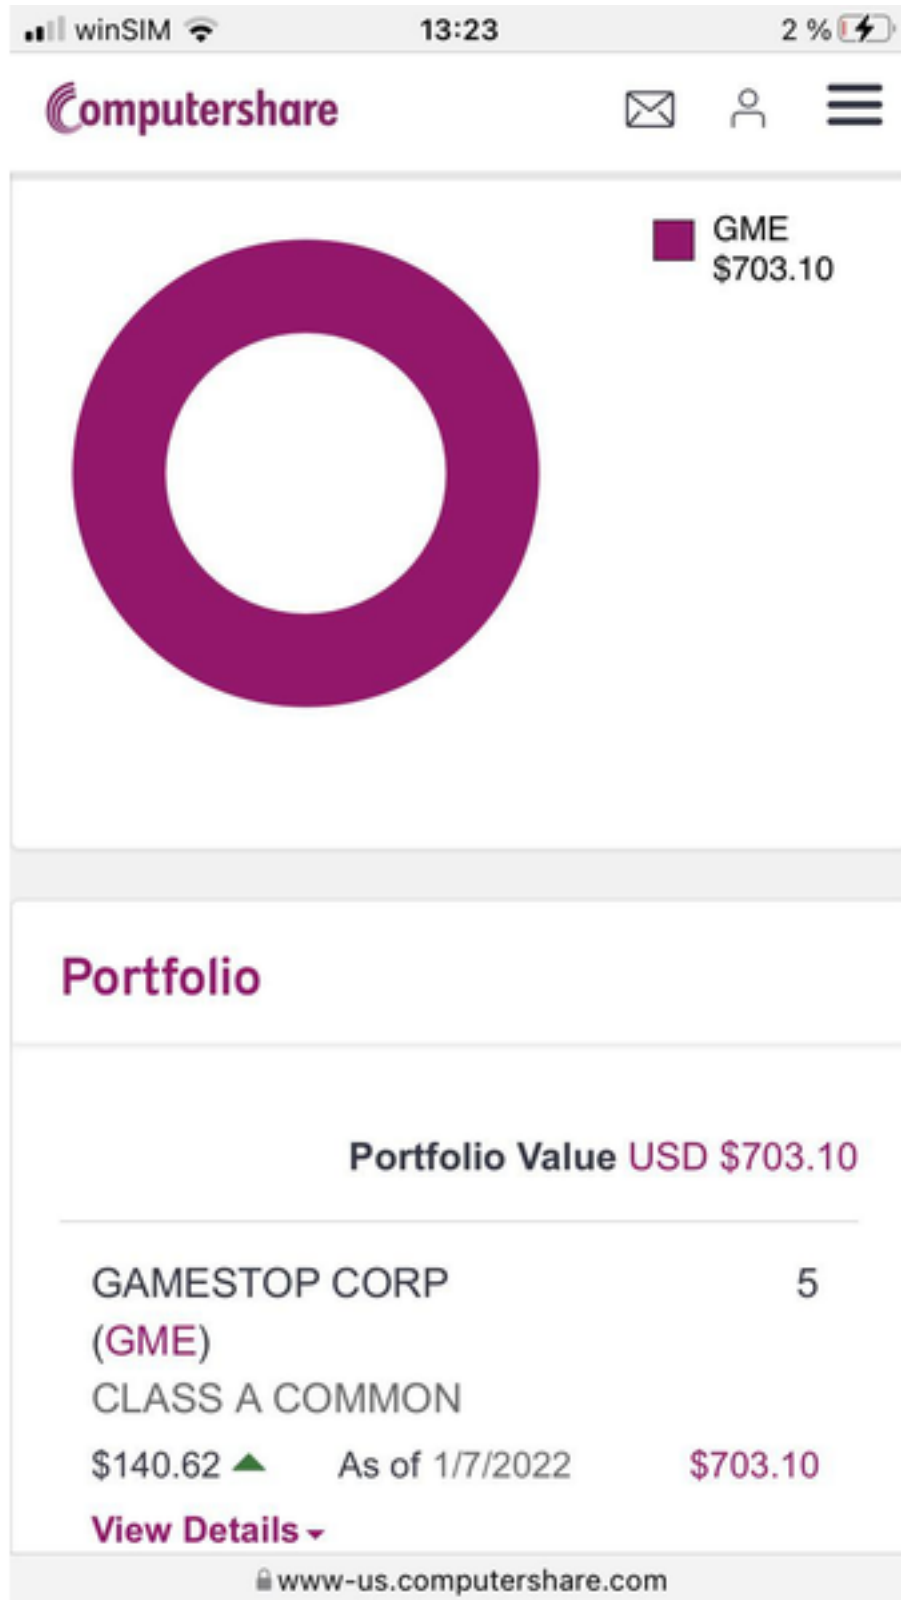 winSIM 13:23 2 %
Computershare
GME
$703.10
Portfolio
Portfolio Value USD $703.10
GAMESTOP CORP 5
(GME)
CLASS A COMMON
$140.62 As of 1/7/2022 $703.10
View Details
www-us.computershare.com